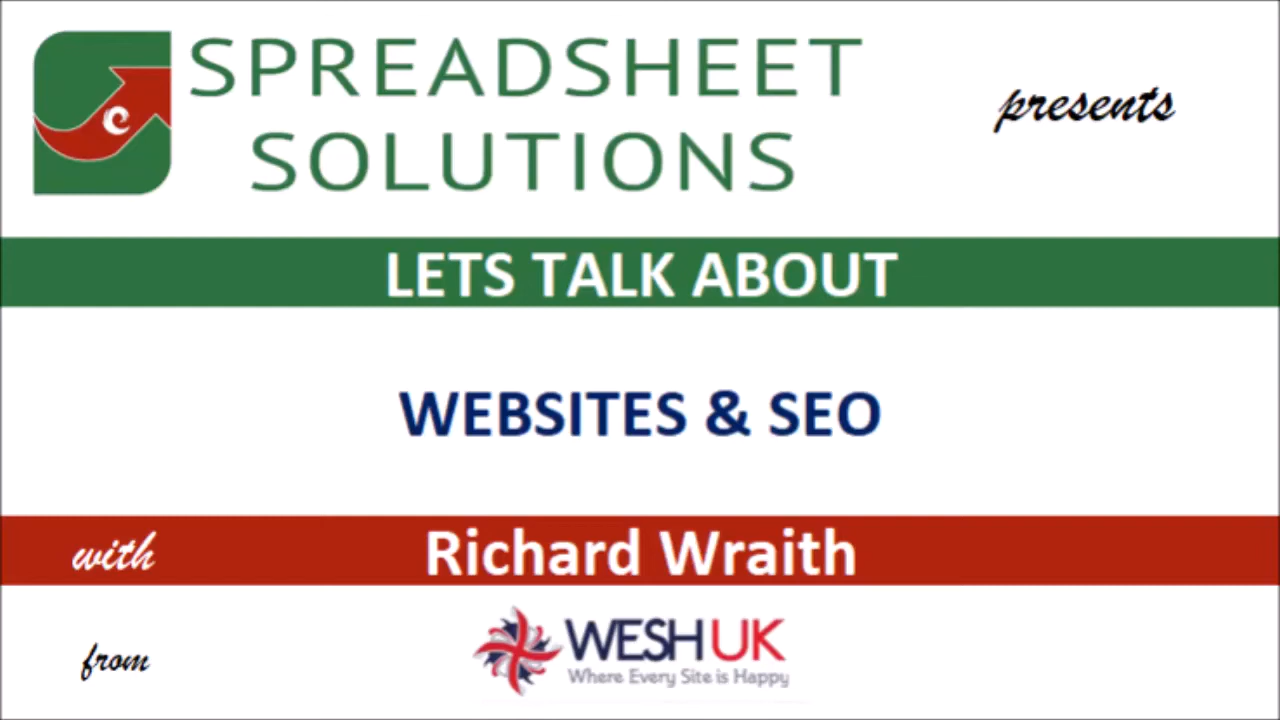 SPREADSHEET
SOLUTIONS
presents
LETS TALK ABOUT
WEBSITES & SEO
with Richard Wraith
from
WESH UK
Where Every Site is Happy